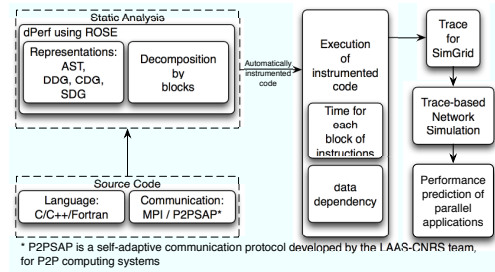 Static Analysis
dPerf using ROSE
Representations:
AST,
DDG, CDG,
SDG
Decomposition
by
blocks
Automatically
instrumented
code
Execution
of
instrumented
code
Time for
each
block of
instructions
data
dependency
Trace
for
SimGrid
Trace-based
Network
Simulation
Performance
prediction of
parallel
applications
Source Code
Language:
C/C++/Fortran
Communication:
MPI / P2PSAP*
* P2PSAP is a self-adaptive communication protocol developed by the LAAS-CNRS team,
for P2P computing systems